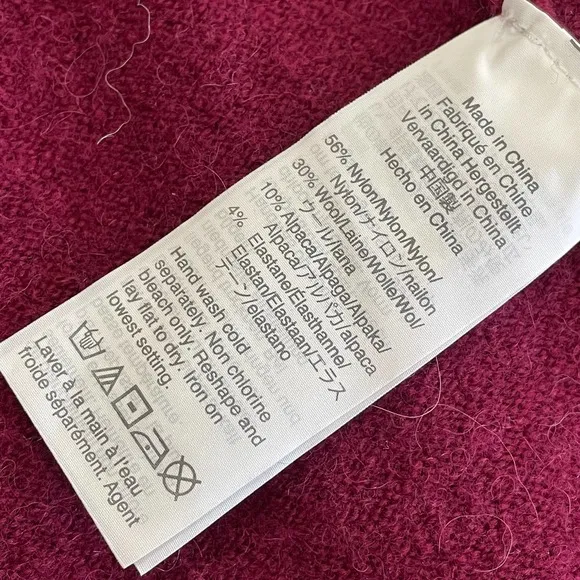 Made in China
Fabriqué en Chine
in China Hergestellt
Vervaardigd in China
中国製
Hecho en China
56% Nylon/Nylon/Nylon/
Nylon/ナイロン/nailon
30% Wool/Laine/Wolle/Wol/
ウール/lana
10% Alpaca/Alpaga/Alpaka/
Alpaca/アルパカ/alpaca
4% Elastane/Elasthanne/
Elastan/Elastaan/エラス
テーン/elastano
Hand wash cold
separately. Non chlorine
bleach only. Reshape and
lay flat to dry. Iron on
lowest setting.
Laver à la main à l'eau
froide séparément. Agent